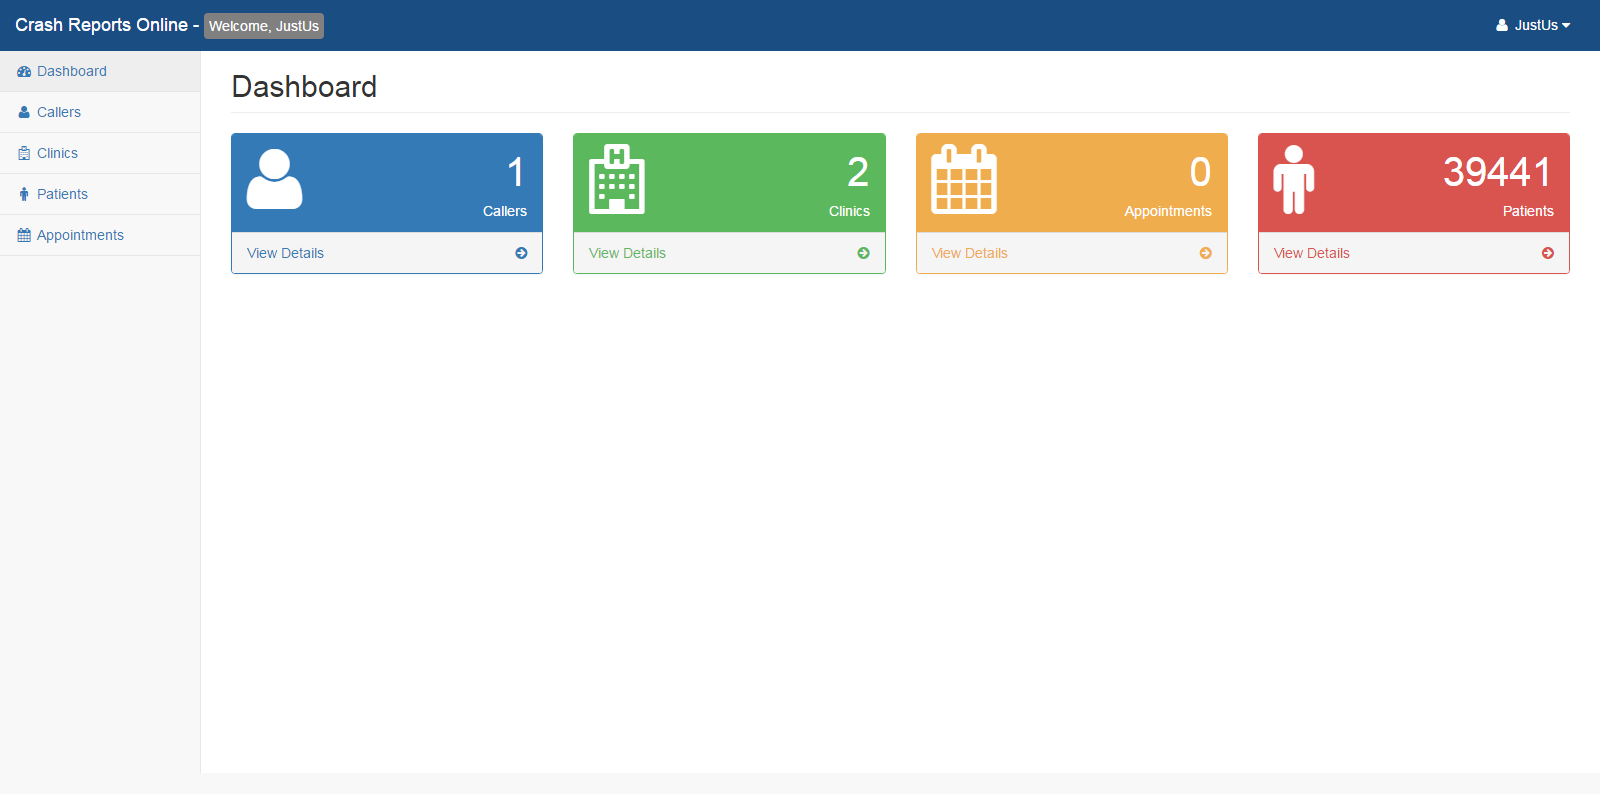 Crash Reports Online - Welcome, JustUs
JustUs
Dashboard
Callers
Clinics
Patients
Appointments
Dashboard
1
Callers
View Details
H
2
Clinics
View Details
0
Appointments
View Details
39441
Patients
View Details